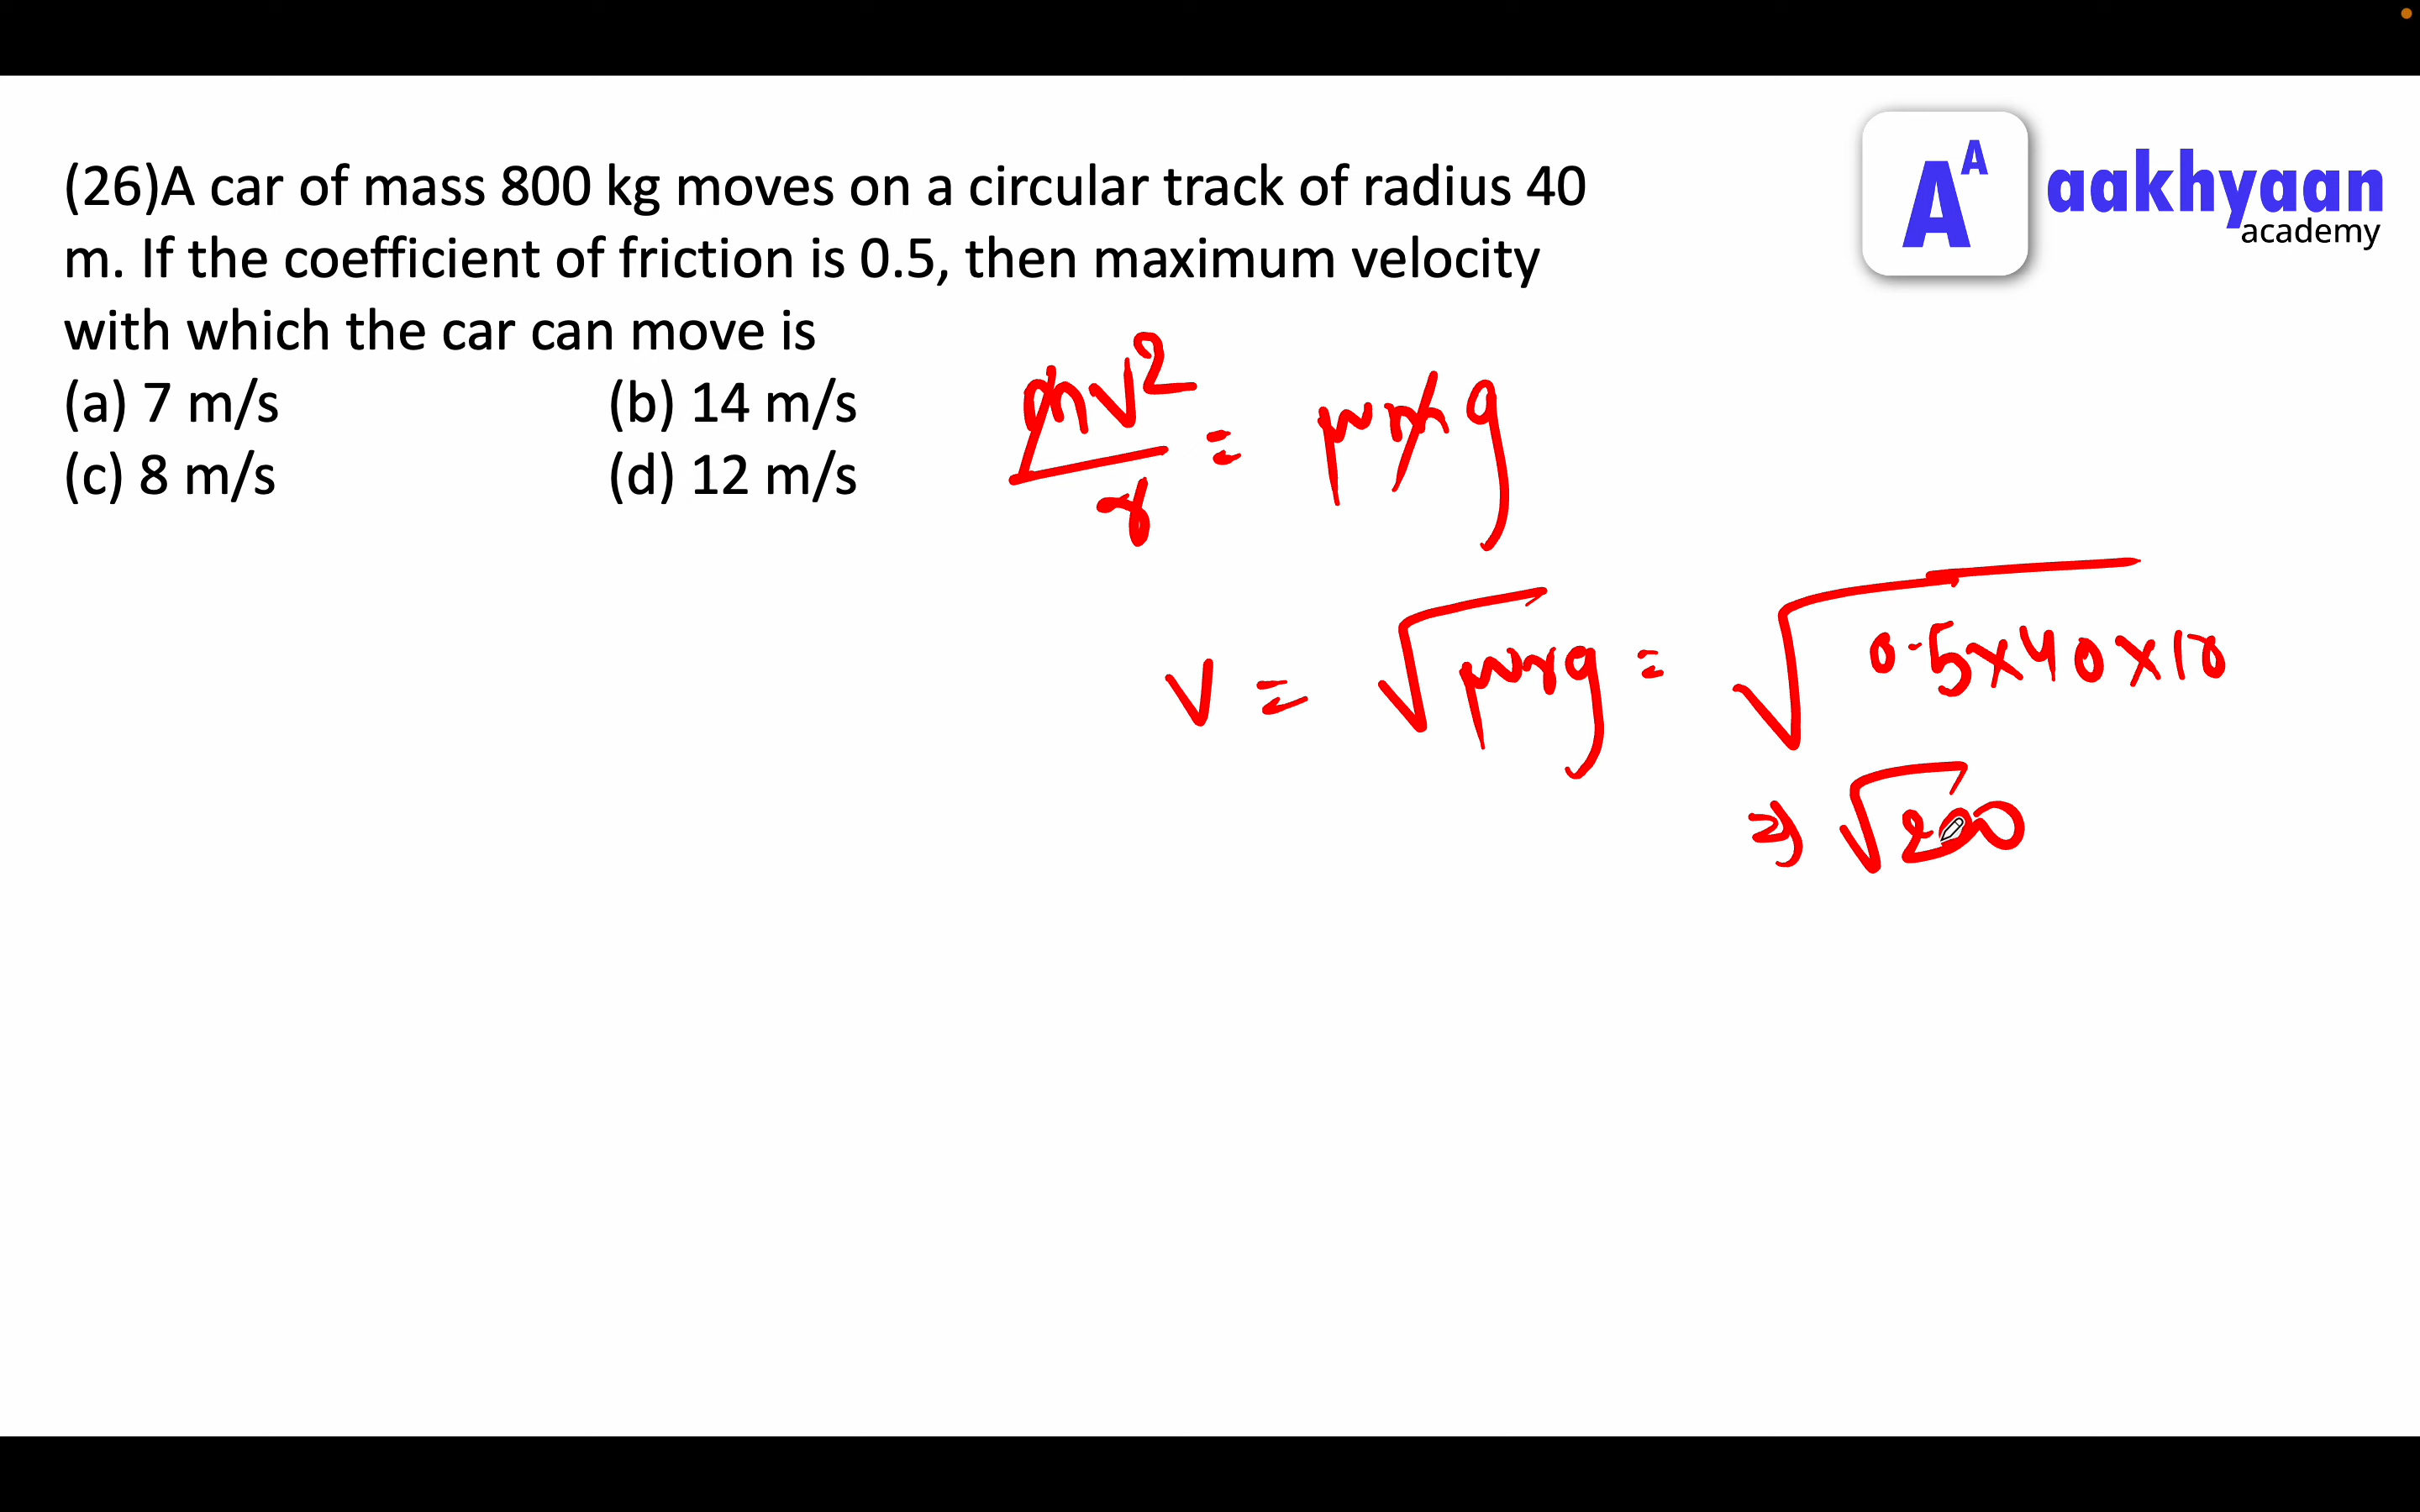 A A aakhyaan
academy
(26)A car of mass 800 kg moves on a circular track of radius 40
m. If the coefficient of friction is 0.5, then maximum velocity
with which the car can move is
(a) 7 m/s (b) 14 m/s
(c) 8 m/s (d) 12 m/s
mv²/r = μmg
v = √μrg = √0.5×40×10
⇒ √200